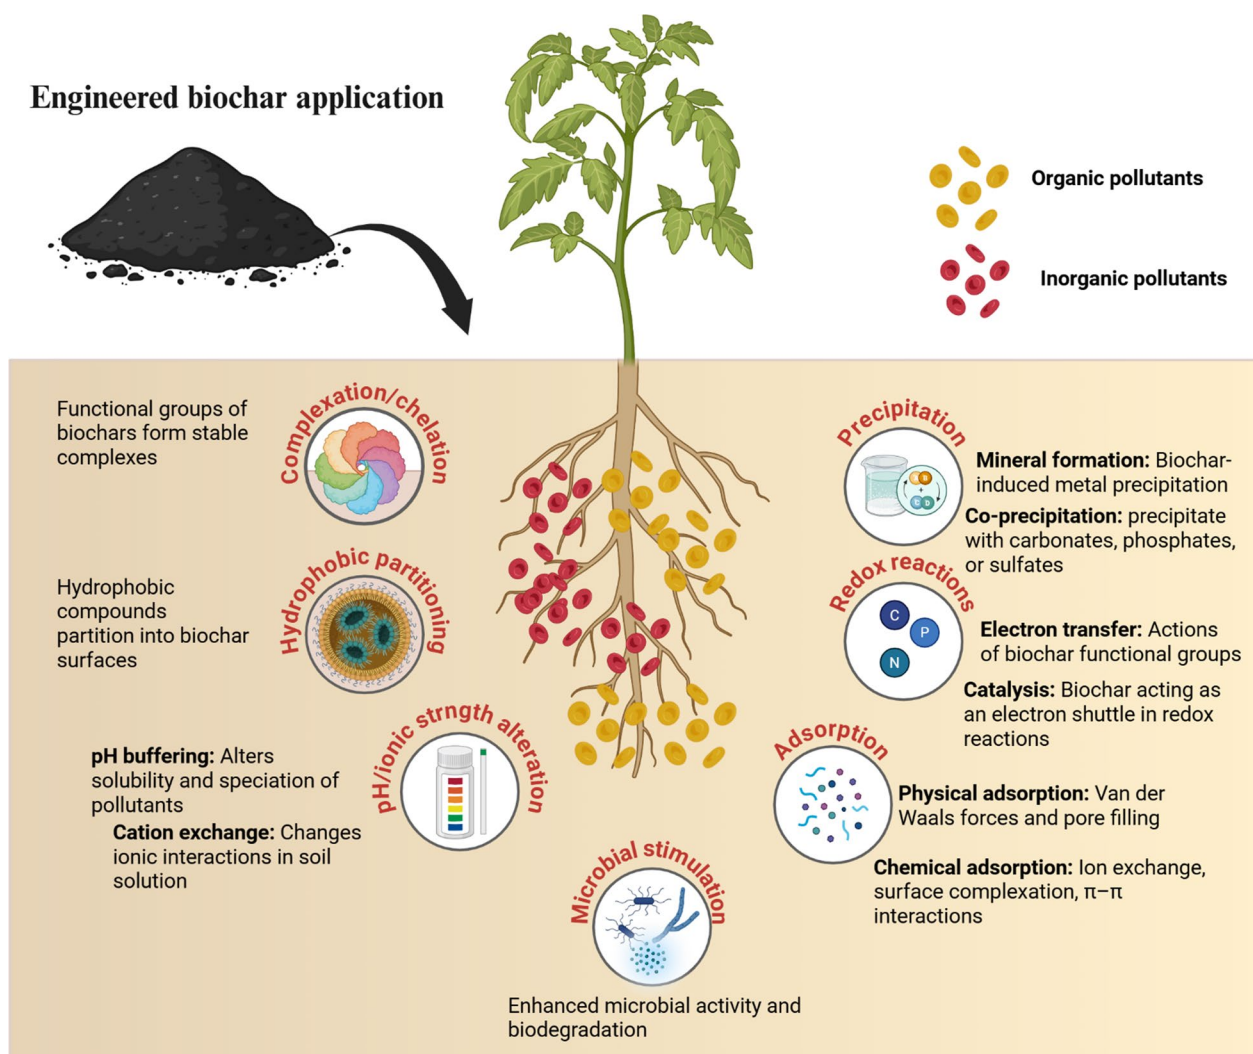 Engineered biochar application
Organic pollutants
Inorganic pollutants
Complexation/chelation
Functional groups of
biochars form stable
complexes
Hydrophobic partitioning
Hydrophobic
compounds
partition into biochar
surfaces
pH/ionic strngth alteration
pH buffering: Alters
solubility and speciation of
pollutants
Cation exchange: Changes
ionic interactions in soil
solution
Microbial stimulation
Enhanced microbial activity and
biodegradation
Precipitation
Mineral formation: Biochar-
induced metal precipitation
Co-precipitation: precipitate
with carbonates, phosphates,
or sulfates
Redox reactions
C
P
N
Electron transfer: Actions
of biochar functional groups
Catalysis: Biochar acting as
an electron shuttle in redox
reactions
Adsorption
Physical adsorption: Van der
Waals forces and pore filling
Chemical adsorption: Ion exchange,
surface complexation, π–π
interactions